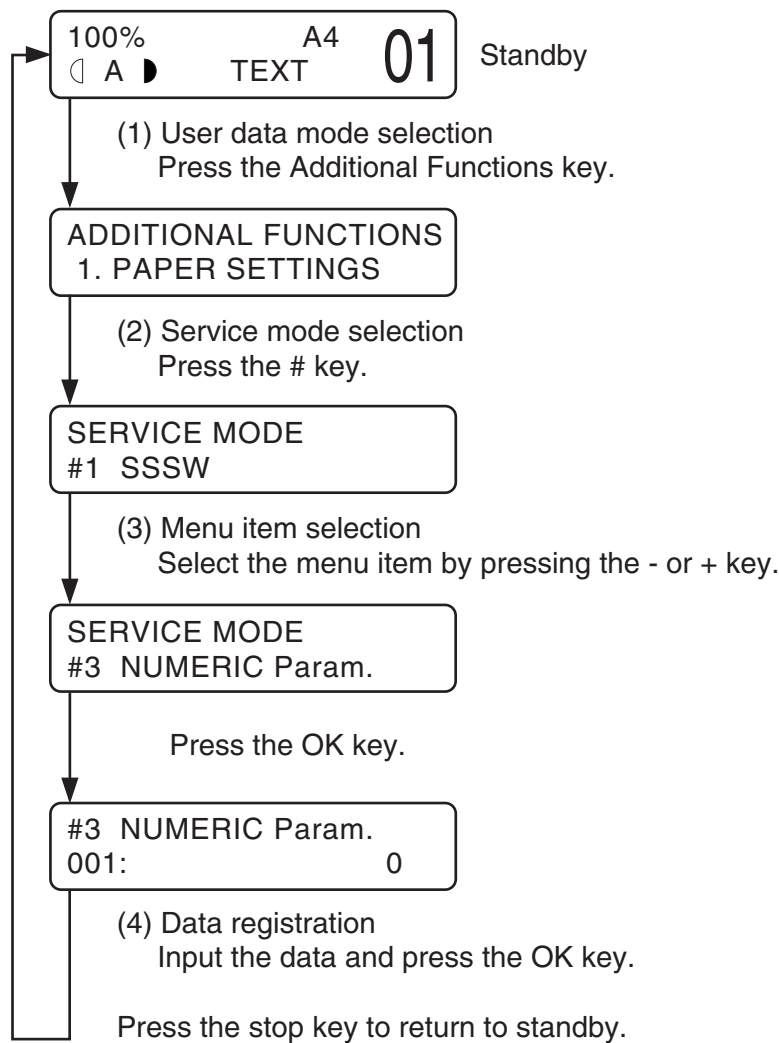 100% A4 01 Standby
A TEXT
(1) User data mode selection
Press the Additional Functions key.
ADDITIONAL FUNCTIONS
1. PAPER SETTINGS
(2) Service mode selection
Press the # key.
SERVICE MODE
#1 SSSW
(3) Menu item selection
Select the menu item by pressing the - or + key.
SERVICE MODE
#3 NUMERIC Param.
Press the OK key.
#3 NUMERIC Param.
001: 0
(4) Data registration
Input the data and press the OK key.
Press the stop key to return to standby.